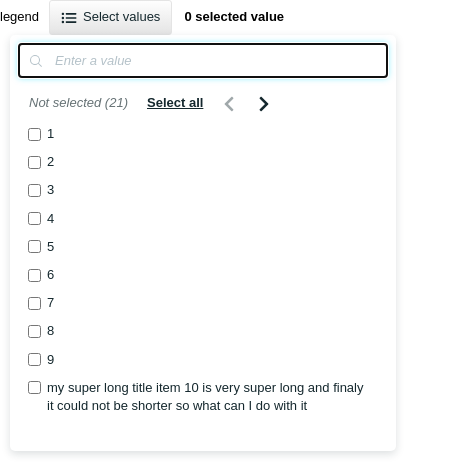 legend Select values 0 selected value
Enter a value
Not selected (21) Select all
1
2
3
4
5
6
7
8
9
my super long title item 10 is very super long and finaly
it could not be shorter so what can I do with it